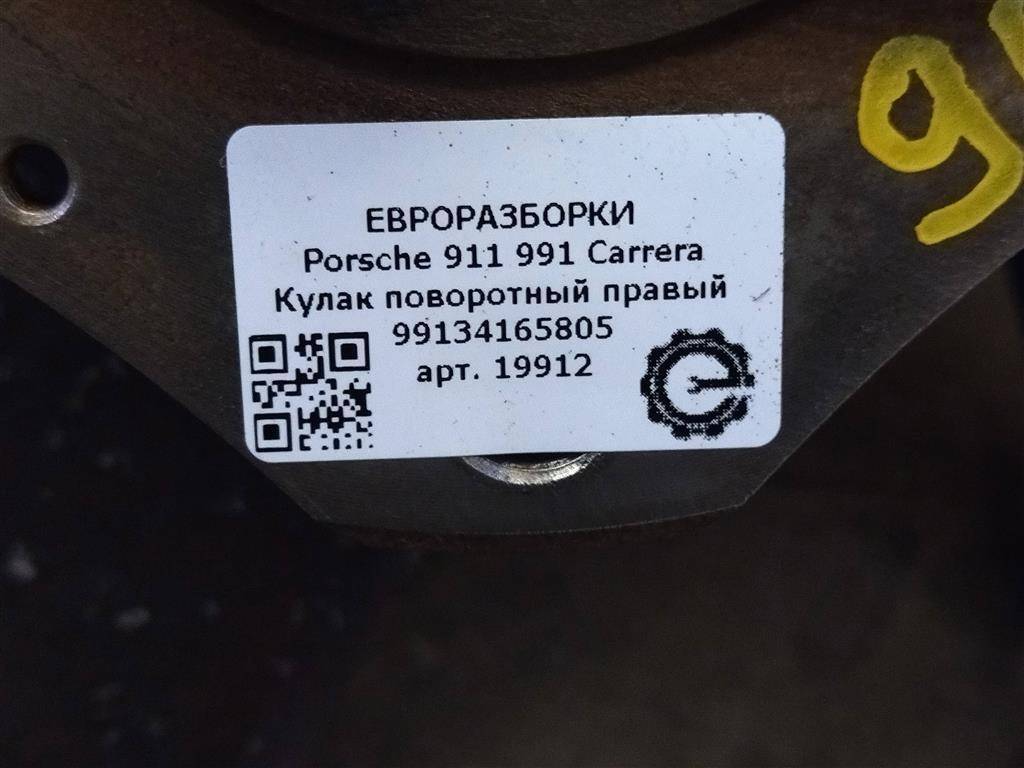 ЕВРОРАЗБОРКИ
Porsche 911 991 Carrera
Кулак поворотный правый
99134165805
арт. 19912